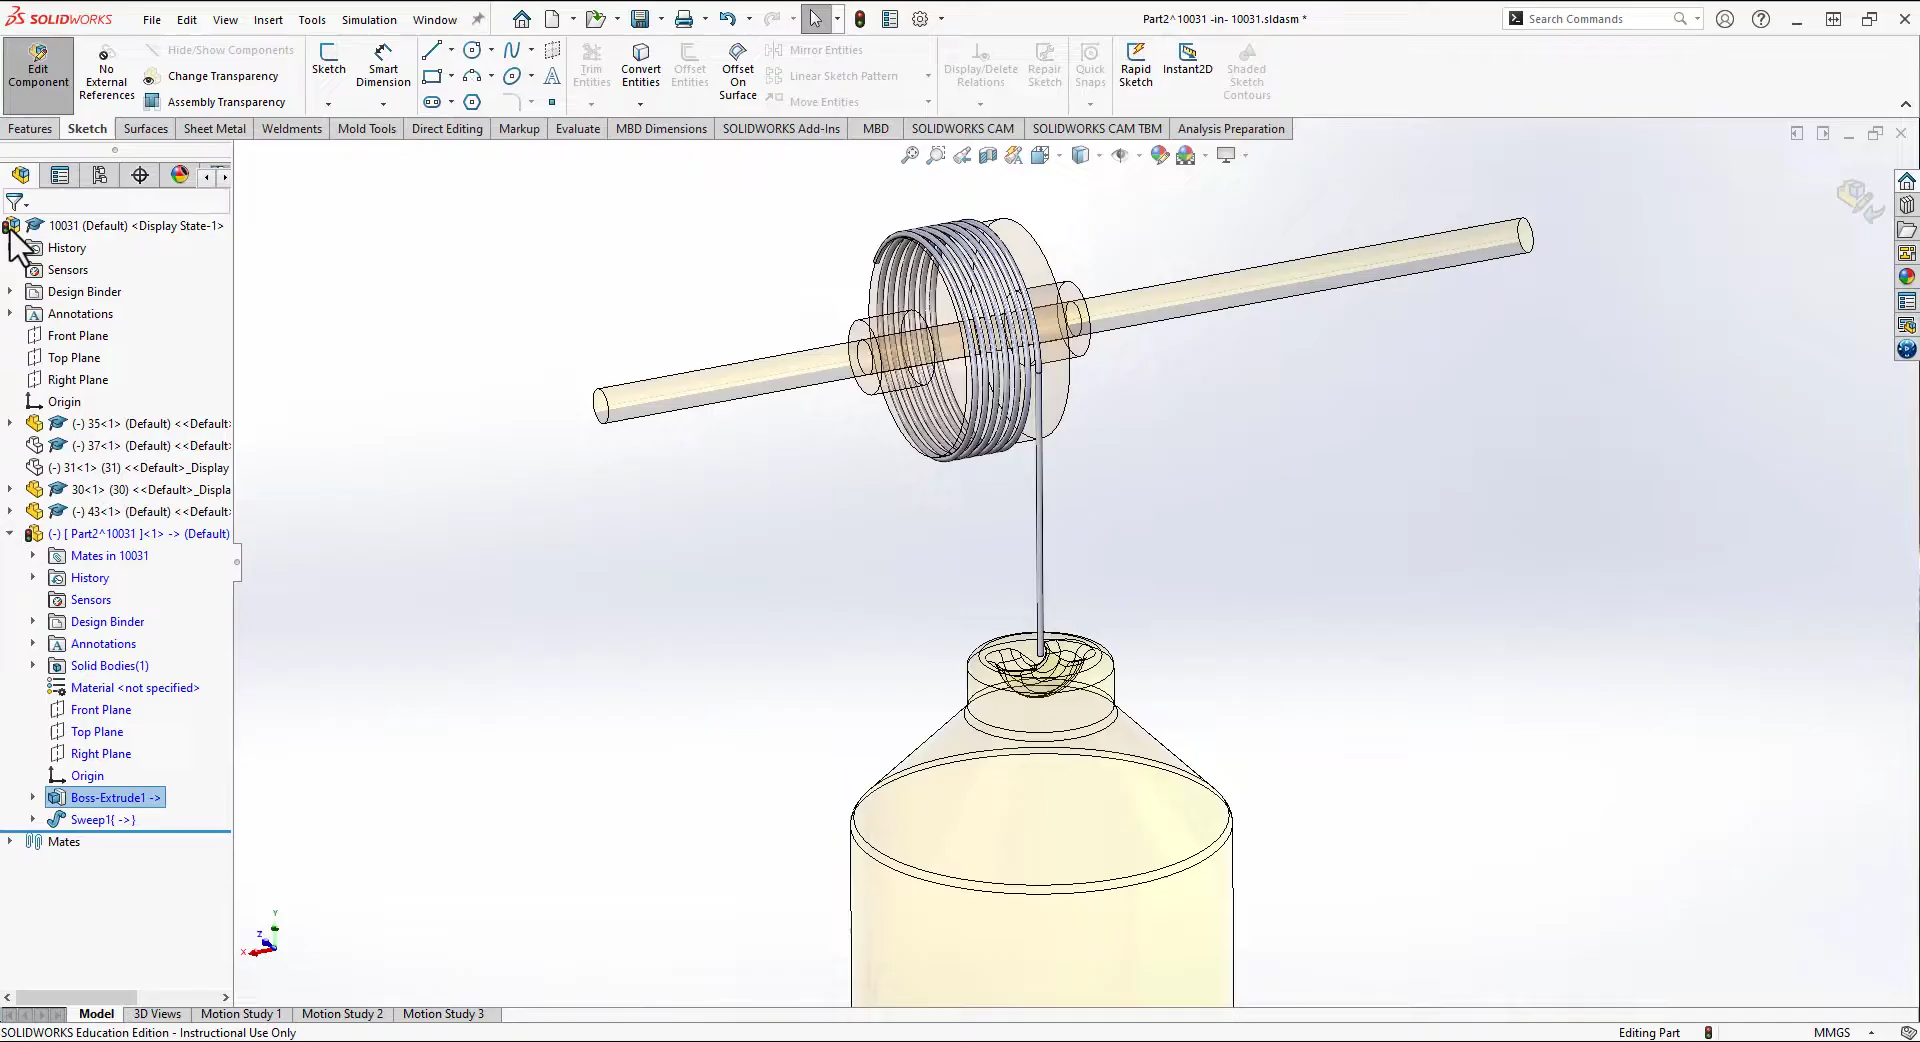 SOLIDWORKS File Edit View Insert Tools Simulation Window
Part2^10031 -in- 10031.sldasm *
Search Commands
Edit Component
No External References
Hide/Show Components
Change Transparency
Assembly Transparency
Sketch
Smart Dimension
Trim Entities
Convert Entities
Offset Entities
Offset On Surface
Mirror Entities
Linear Sketch Pattern
Move Entities
Display/Delete Relations
Repair Sketch
Quick Snaps
Rapid Sketch
Instant2D
Shaded Sketch Contours
Features Sketch Surfaces Sheet Metal Weldments Mold Tools Direct Editing Markup Evaluate MBD Dimensions SOLIDWORKS Add-Ins MBD SOLIDWORKS CAM SOLIDWORKS CAM TBM Analysis Preparation
10031 (Default) <Display State-1>
History
Sensors
Design Binder
Annotations
Front Plane
Top Plane
Right Plane
Origin
(-) 35<1> (Default) <<Default>
(-) 37<1> (Default) <<Default>
(-) 31<1> (31) <<Default>_Display
30<1> (30) <<Default>_Displa
(-) 43<1> (Default) <<Default>
(-) [ Part2^10031 ]<1> -> (Default)
Mates in 10031
History
Sensors
Design Binder
Annotations
Solid Bodies(1)
Material <not specified>
Front Plane
Top Plane
Right Plane
Origin
Boss-Extrude1 ->
Sweep1{ ->}
Mates
Y
Z
X
Model 3D Views Motion Study 1 Motion Study 2 Motion Study 3
SOLIDWORKS Education Edition - Instructional Use Only
Editing Part
MMGS